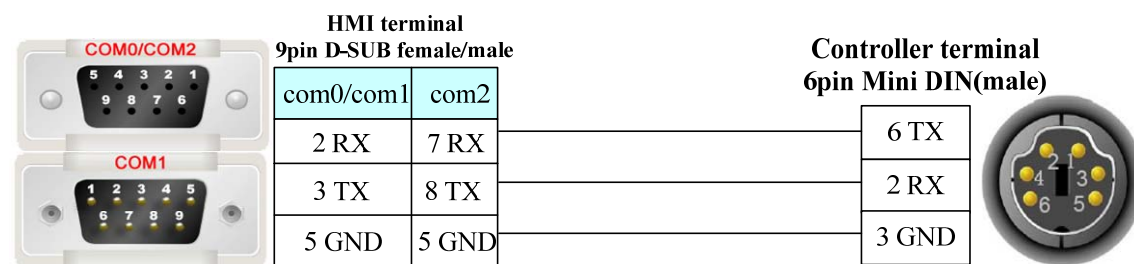 HMI terminal
9pin D-SUB female/male
Controller terminal
6pin Mini DIN(male)
COM0/COM2
5 4 3 2 1
9 8 7 6
COM1
1 2 3 4 5
6 7 8 9
com0/com1 com2
2 RX 7 RX
3 TX 8 TX
5 GND 5 GND
6 TX
2 RX
3 GND
2 1
4 3
6 5